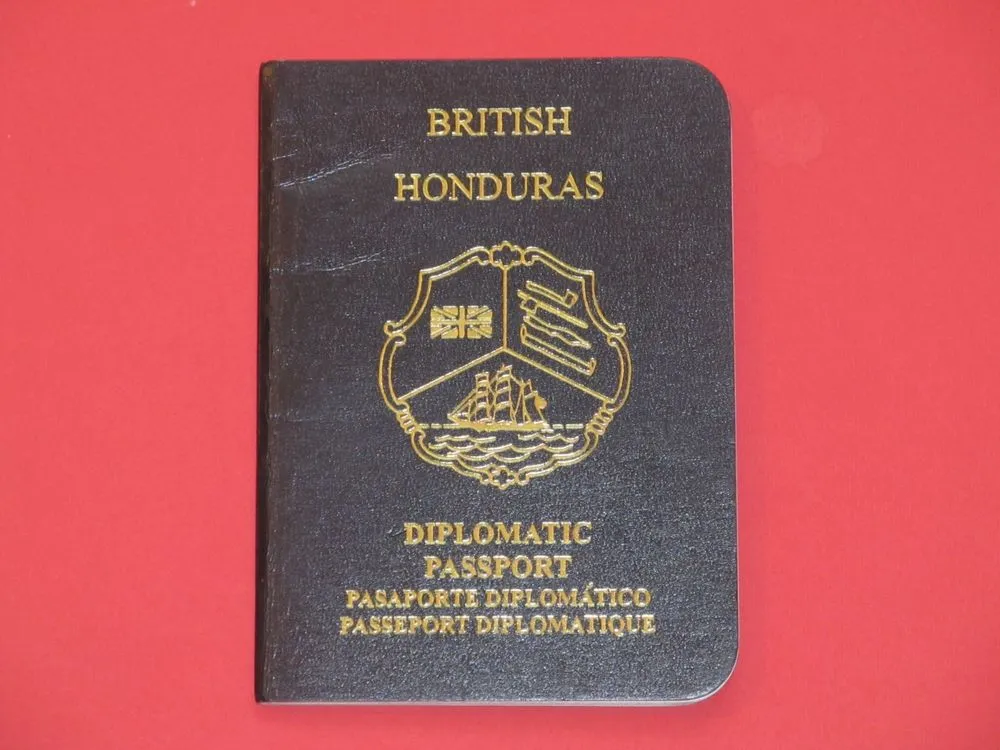 BRITISH
HONDURAS
DIPLOMATIC
PASSPORT
PASAPORTE DIPLOMÁTICO
PASSEPORT DIPLOMATIQUE